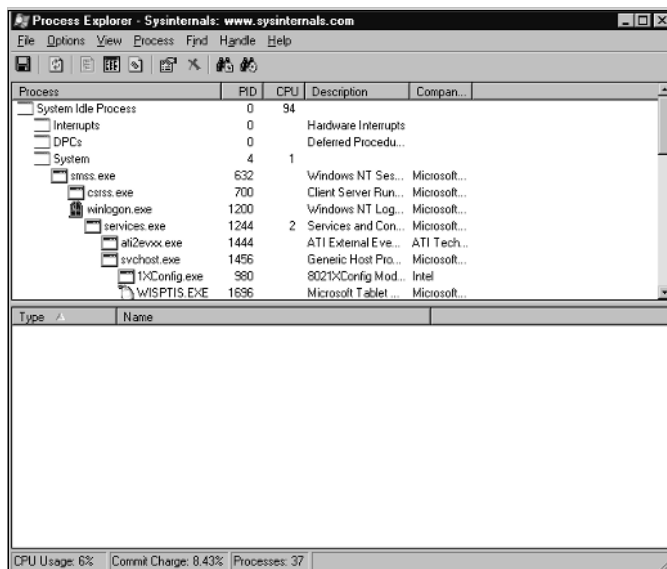 Process Explorer - Sysinternals: www.sysinternals.com
File Options View Process Find Handle Help
Process PID CPU Description Compan...
System Idle Process 0 94
Interrupts 0 Hardware Interrupts
DPCs 0 Deferred Procedu...
System 4 1
smss.exe 632 Windows NT Ses... Microsoft...
csrss.exe 700 Client Server Run... Microsoft...
winlogon.exe 1200 Windows NT Log... Microsoft...
services.exe 1244 2 Services and Con... Microsoft...
ati2evxx.exe 1444 ATI External Eve... ATI Tech...
svchost.exe 1456 Generic Host Pro... Microsoft...
1XConfig.exe 980 8021XConfig Mod... Intel
WISPTIS.EXE 1696 Microsoft Tablet ... Microsoft...
Type Name
CPU Usage: 6% Commit Charge: 8.43% Processes: 37